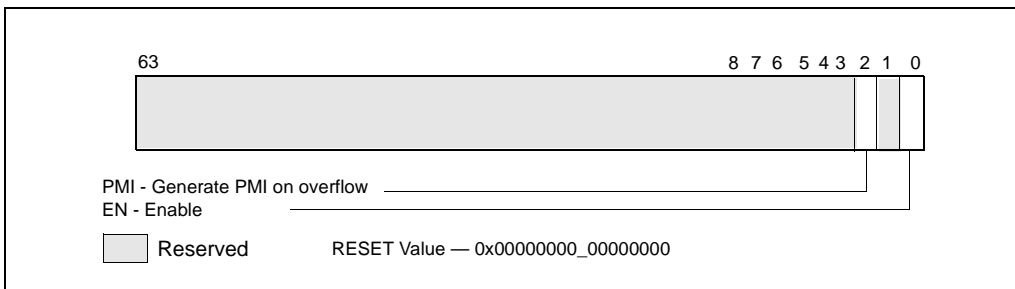 63 8 7 6 5 4 3 2 1 0
PMI - Generate PMI on overflow
EN - Enable
Reserved RESET Value — 0x00000000_00000000